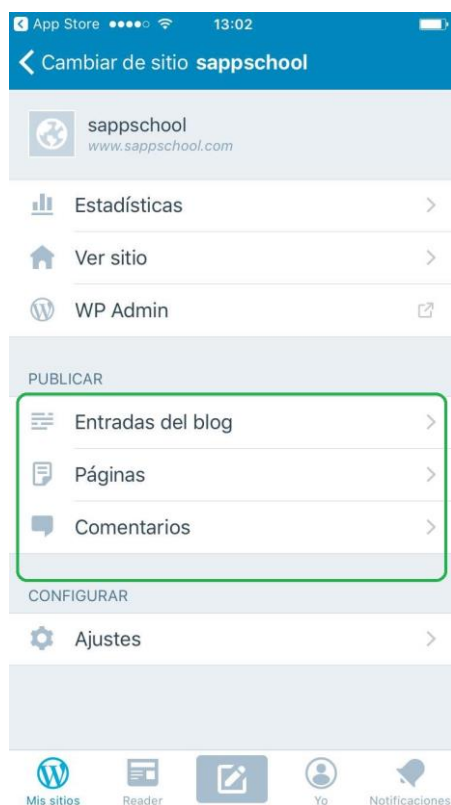 App Store 13:02
Cambiar de sitio sappschool
sappschool
www.sappschool.com
Estadísticas
Ver sitio
WP Admin
PUBLICAR
Entradas del blog
Páginas
Comentarios
CONFIGURAR
Ajustes
Mis sitios Reader Yo Notificaciones